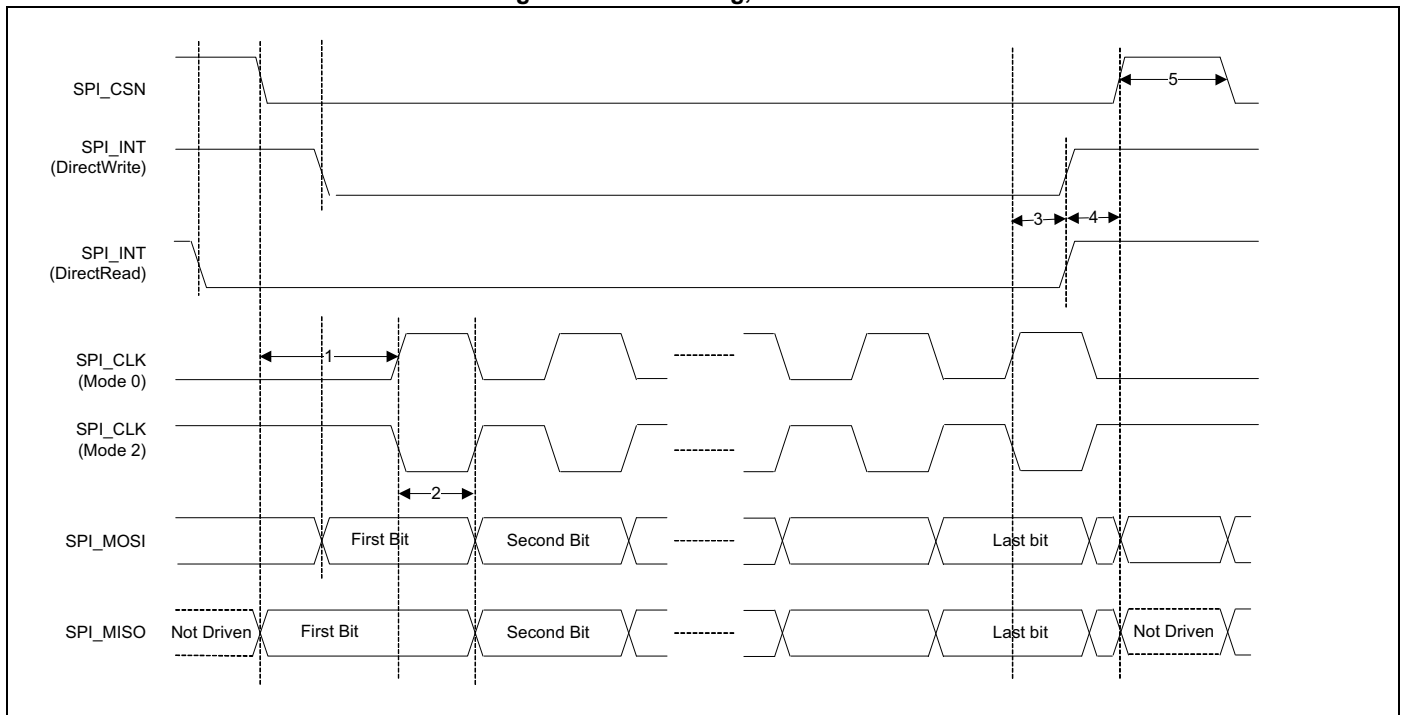 SPI_CSN
5
SPI_INT
(DirectWrite)
3
4
SPI_INT
(DirectRead)
1
SPI_CLK
(Mode 0)
SPI_CLK
(Mode 2)
2
SPI_MOSI
First Bit
Second Bit
Last bit
SPI_MISO
Not Driven
First Bit
Second Bit
Last bit
Not Driven